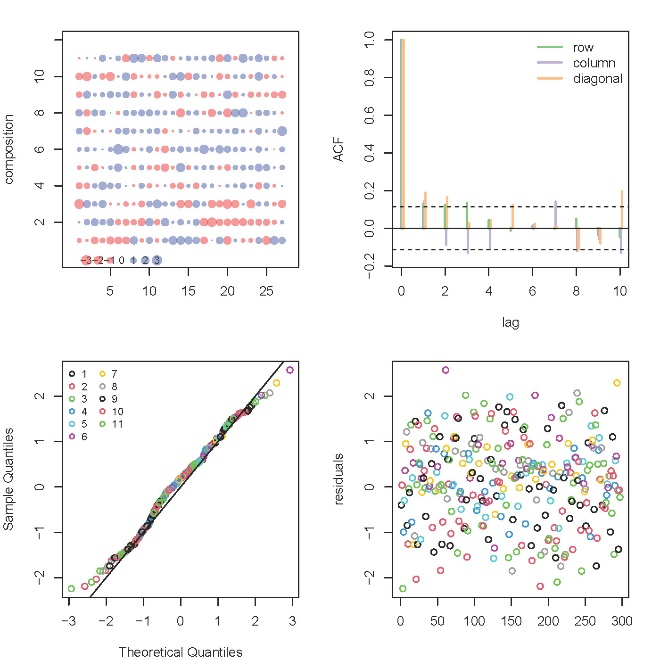 composition
2 4 6 8 10
5 10 15 20 25
−3 −2 −1 0 1 2 3
ACF
−0.2 0.0 0.2 0.4 0.6 0.8 1.0
row
column
diagonal
0 2 4 6 8 10
lag
Sample Quantiles
−2 −1 0 1 2
1 7
2 8
3 9
4 10
5 11
6
−3 −2 −1 0 1 2 3
Theoretical Quantiles
residuals
−2 −1 0 1 2
0 50 100 150 200 250 300